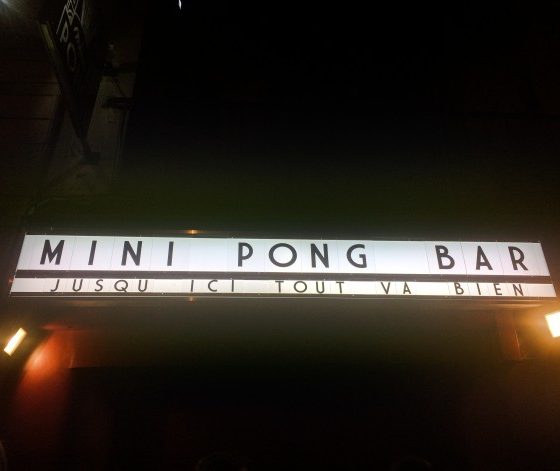 MINI PONG BAR
JUSQU ICI TOUT VA BIEN